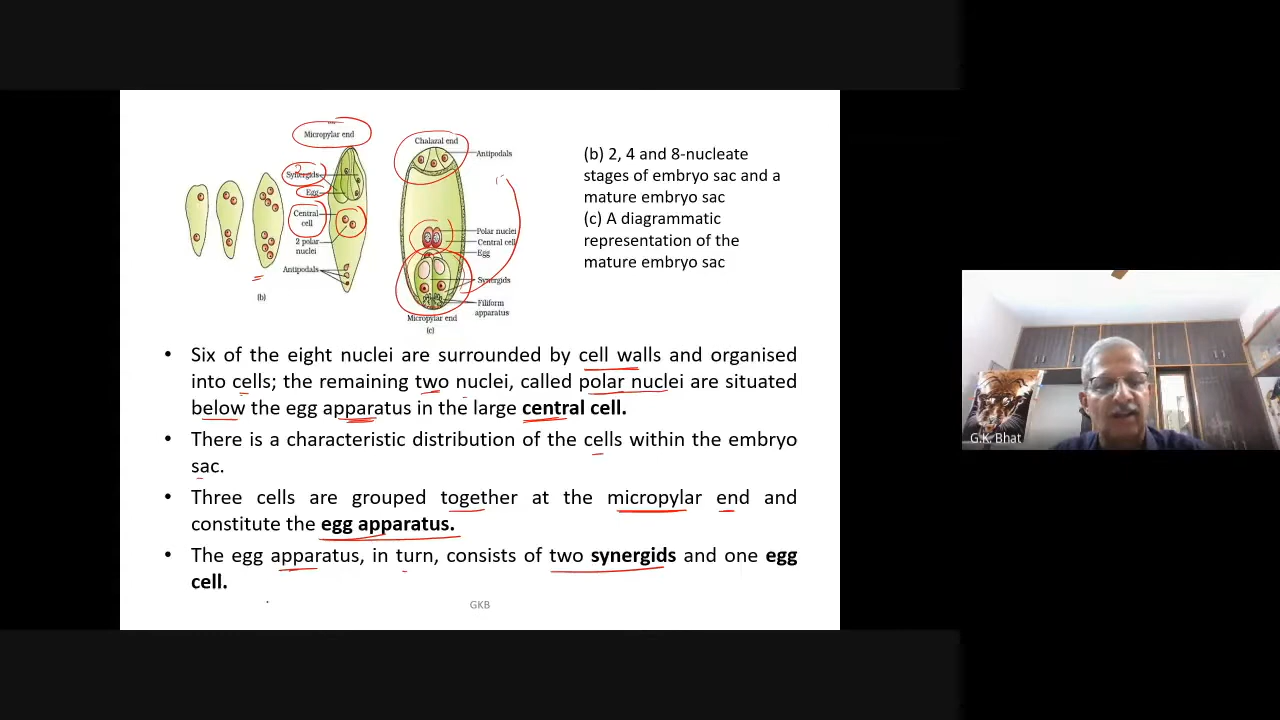 Micropylar end
Synergids
Egg
Central
cell
2 polar
nuclei
Antipodals
(b)
Chalazal end
Antipodals
Polar nuclei
Central cell
Egg
Synergids
Filiform
apparatus
Micropylar end
(c)
(b) 2, 4 and 8-nucleate
stages of embryo sac and a
mature embryo sac
(c) A diagrammatic
representation of the
mature embryo sac
• Six of the eight nuclei are surrounded by cell walls and organised
into cells; the remaining two nuclei, called polar nuclei are situated
below the egg apparatus in the large central cell.
• There is a characteristic distribution of the cells within the embryo
sac.
• Three cells are grouped together at the micropylar end and
constitute the egg apparatus.
• The egg apparatus, in turn, consists of two synergids and one egg
cell.
GKB
G.K. Bhat